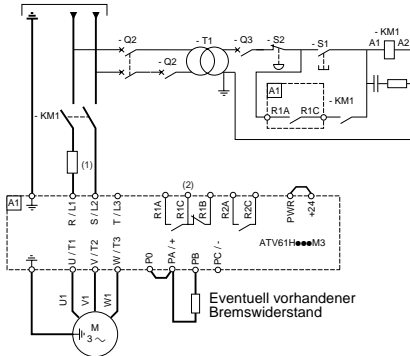 - Q2
- T1
- Q3
- S2
- S1
- KM1
A1
A2
- Q2
A1
R1A
R1C
- KM1
- KM1
(1)
(2)
A1
R / L1
S / L2
T / L3
R1A
R1C
R1B
R2A
R2C
PWR
+24
ATV61H●●●M3
U / T1
V / T2
W / T3
P0
PA / +
PB
PC / -
U1
V1
W1
M
3 ~
Eventuell vorhandener
Bremswiderstand